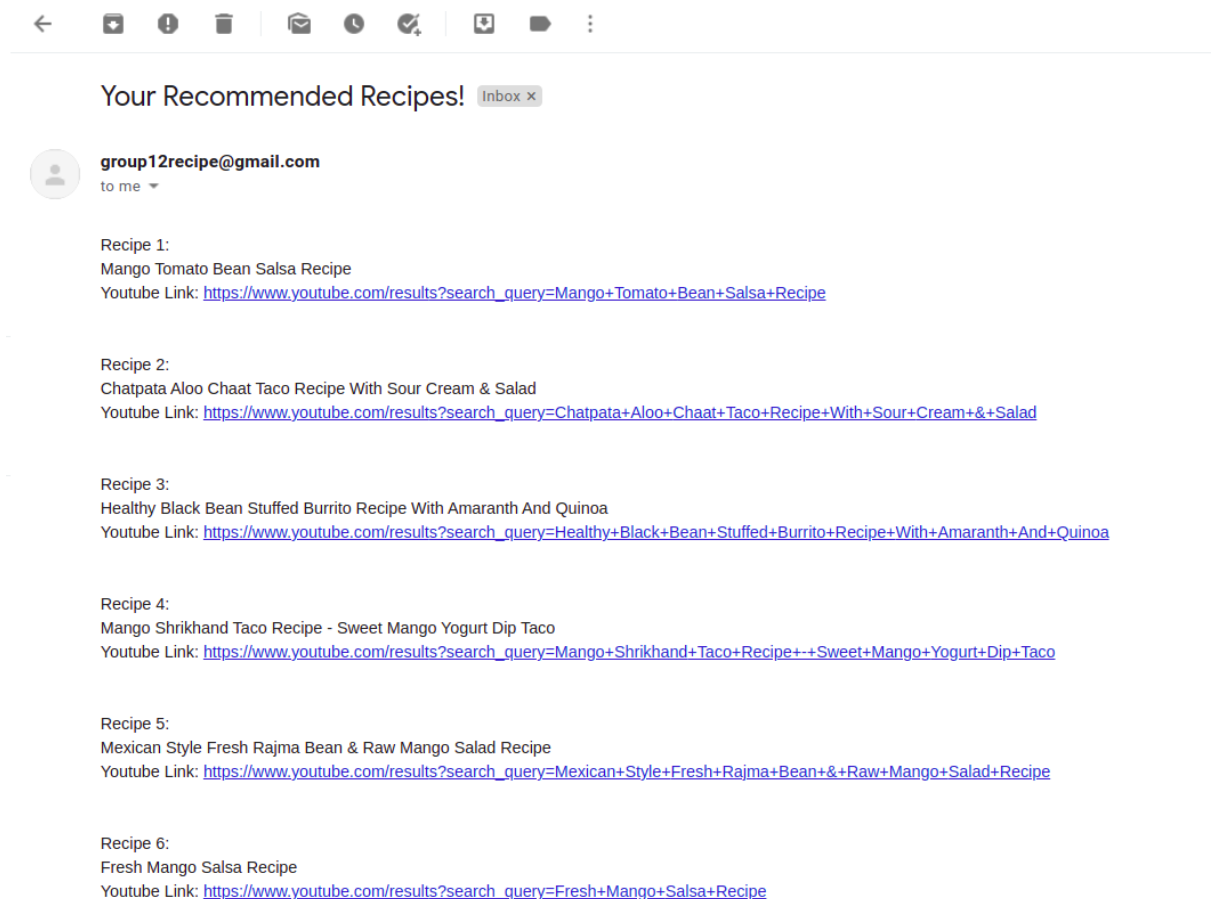 Your Recommended Recipes! Inbox ×
group12recipe@gmail.com
to me
Recipe 1:
Mango Tomato Bean Salsa Recipe
Youtube Link: https://www.youtube.com/results?search_query=Mango+Tomato+Bean+Salsa+Recipe
Recipe 2:
Chatpata Aloo Chaat Taco Recipe With Sour Cream & Salad
Youtube Link: https://www.youtube.com/results?search_query=Chatpata+Aloo+Chaat+Taco+Recipe+With+Sour+Cream+&+Salad
Recipe 3:
Healthy Black Bean Stuffed Burrito Recipe With Amaranth And Quinoa
Youtube Link: https://www.youtube.com/results?search_query=Healthy+Black+Bean+Stuffed+Burrito+Recipe+With+Amaranth+And+Quinoa
Recipe 4:
Mango Shrikhand Taco Recipe - Sweet Mango Yogurt Dip Taco
Youtube Link: https://www.youtube.com/results?search_query=Mango+Shrikhand+Taco+Recipe+-+Sweet+Mango+Yogurt+Dip+Taco
Recipe 5:
Mexican Style Fresh Rajma Bean & Raw Mango Salad Recipe
Youtube Link: https://www.youtube.com/results?search_query=Mexican+Style+Fresh+Rajma+Bean+&+Raw+Mango+Salad+Recipe
Recipe 6:
Fresh Mango Salsa Recipe
Youtube Link: https://www.youtube.com/results?search_query=Fresh+Mango+Salsa+Recipe